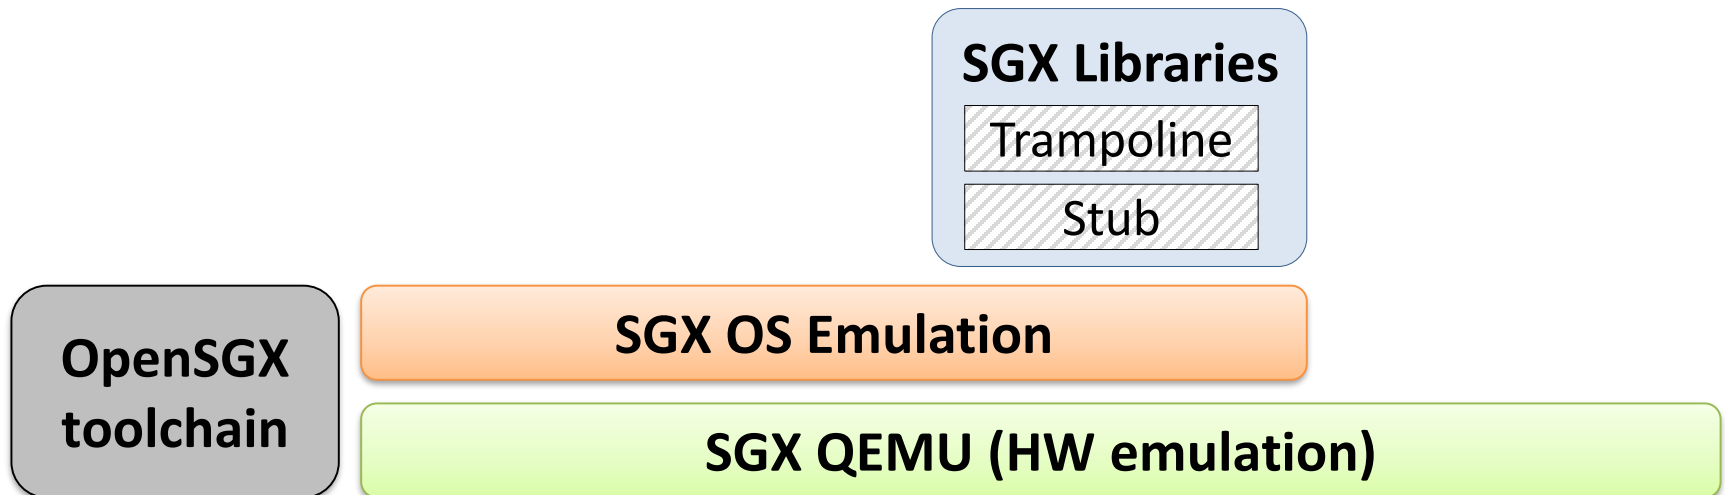 SGX Libraries
Trampoline
Stub
OpenSGX
toolchain
SGX OS Emulation
SGX QEMU (HW emulation)